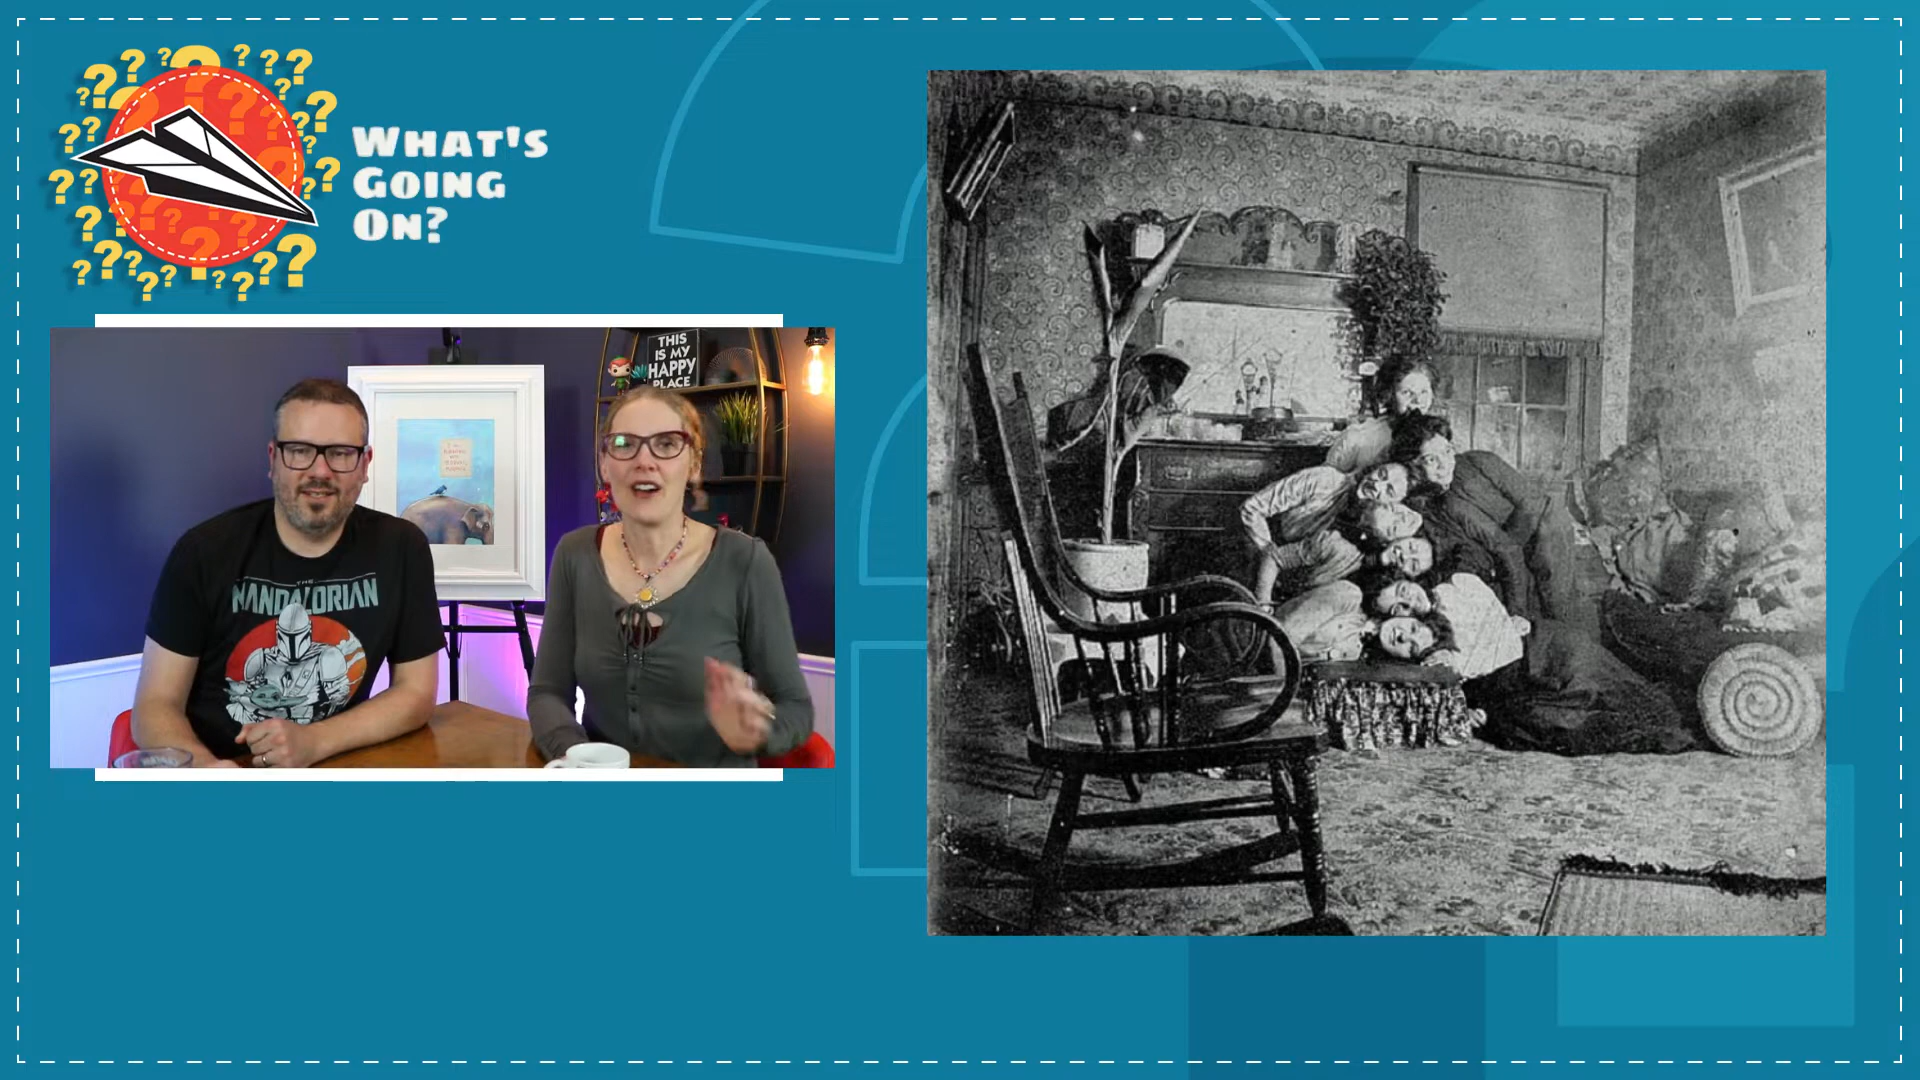 WHAT'S
GOING
ON?
THIS
IS MY
HAPPY
PLACE
THE
MANDALORIAN